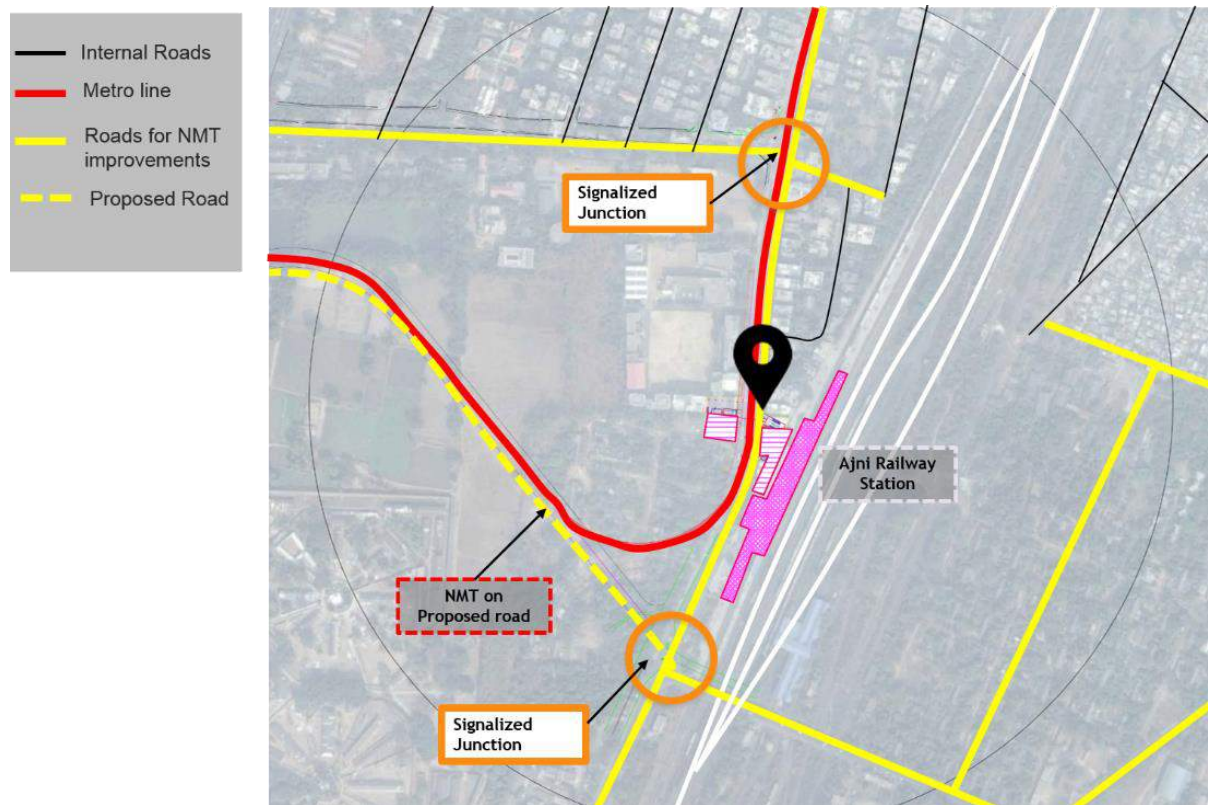 Internal Roads
Metro line
Roads for NMT
improvements
Proposed Road
Signalized
Junction
Ajni Railway
Station
NMT on
Proposed road
Signalized
Junction